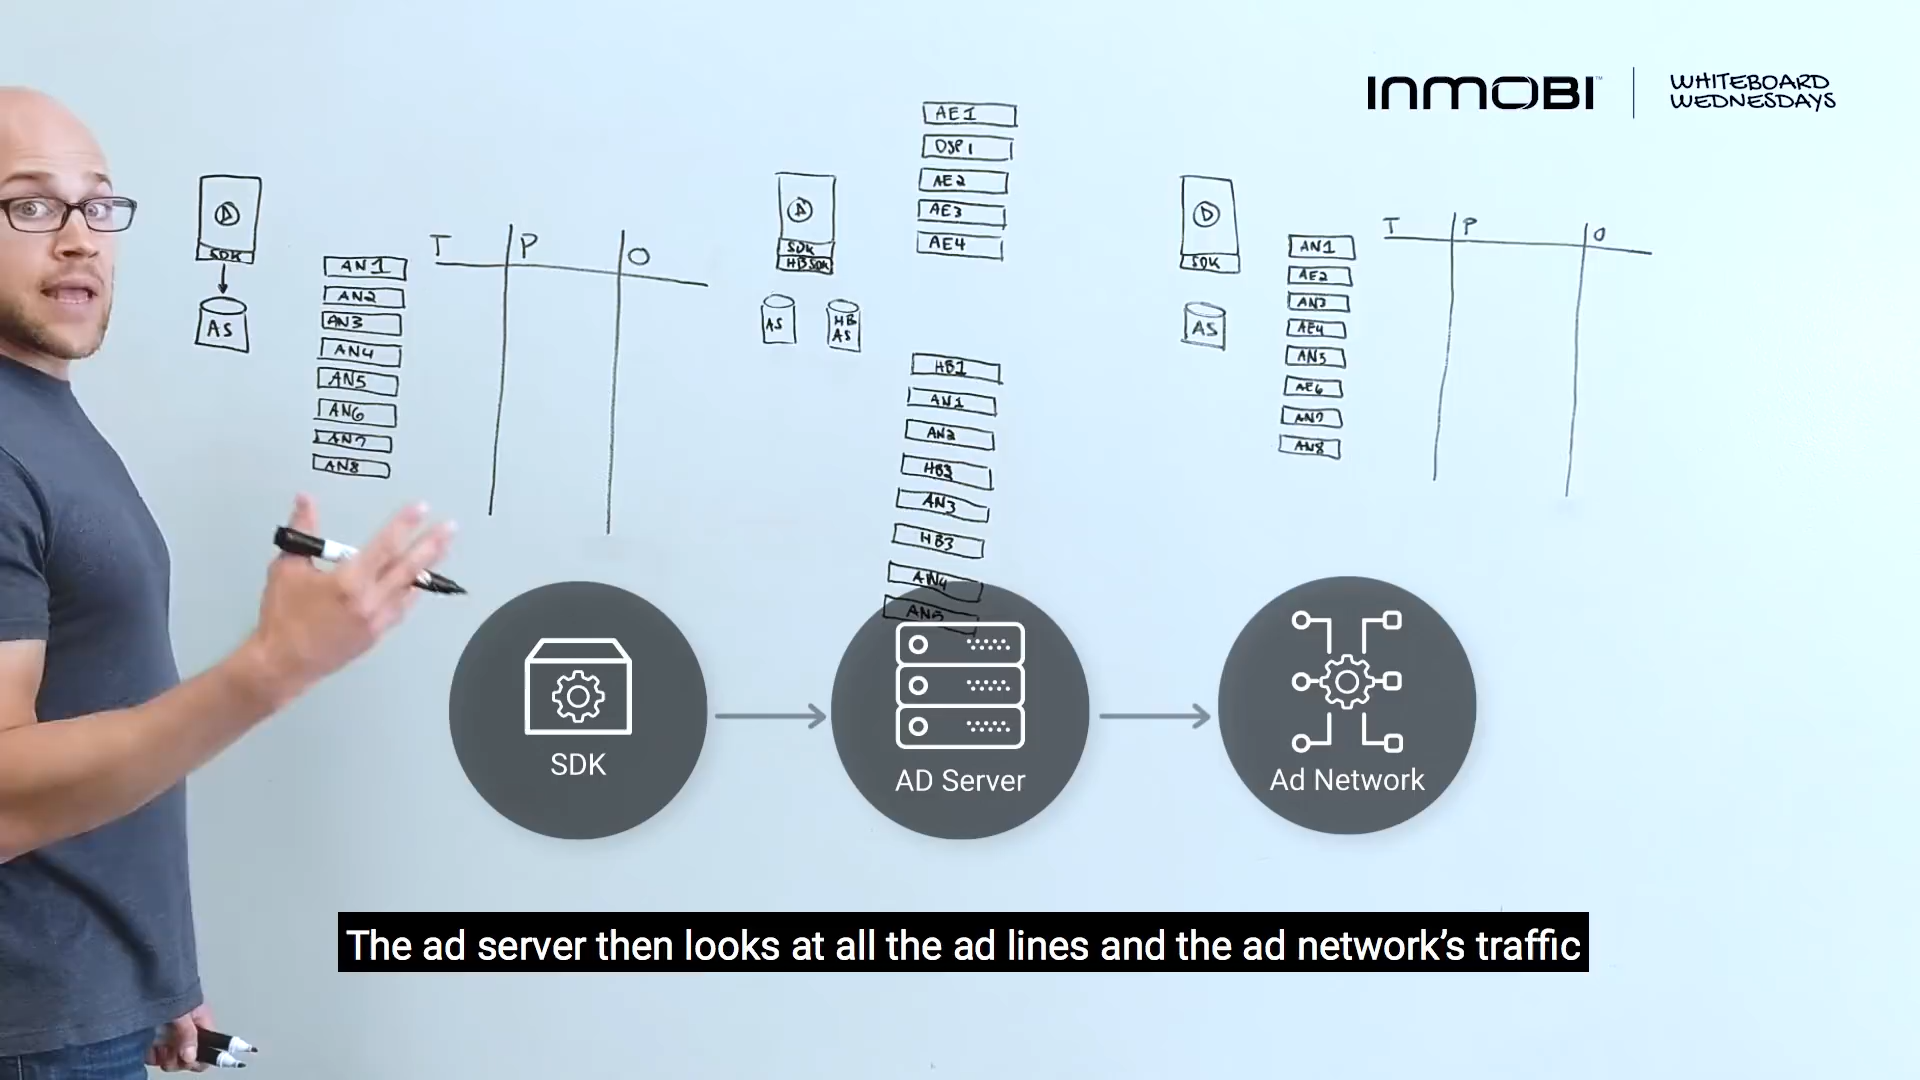 INMOBI™
WHITEBOARD
WEDNESDAYS
SDK
AS
AN1
AN2
AN3
AN4
AN5
AN6
AN7
AN8
T P O
SDK
HB SDK
AS
HB
AS
AE1
DSP1
AE2
AE3
AE4
HB1
AN1
AN2
HB2
AN3
HB3
AN4
AN5
SDK
AS
AN1
AE2
AN3
AE4
AN5
AE6
AN7
AN8
T P O
SDK
AD Server
Ad Network
The ad server then looks at all the ad lines and the ad network’s traffic